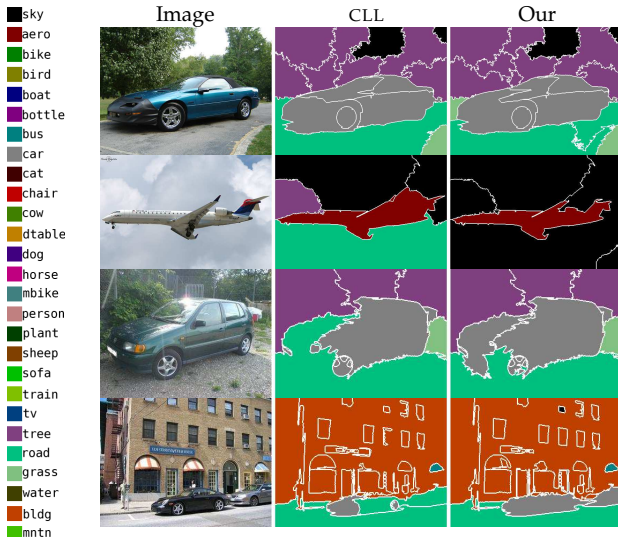 Image CLL Our
sky
aero
bike
bird
boat
bottle
bus
car
cat
chair
cow
dtable
dog
horse
mbike
person
plant
sheep
sofa
train
tv
tree
road
grass
water
bldg
mntn